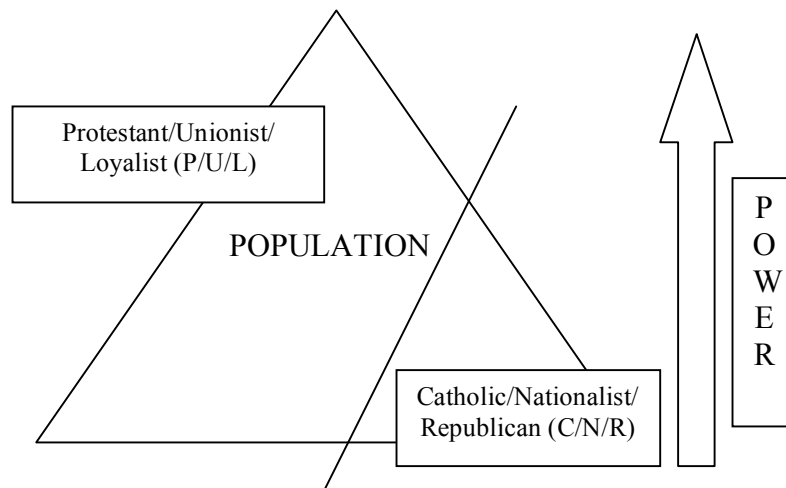 Protestant/Unionist/
Loyalist (P/U/L)
POPULATION
Catholic/Nationalist/
Republican (C/N/R)
P
O
W
E
R